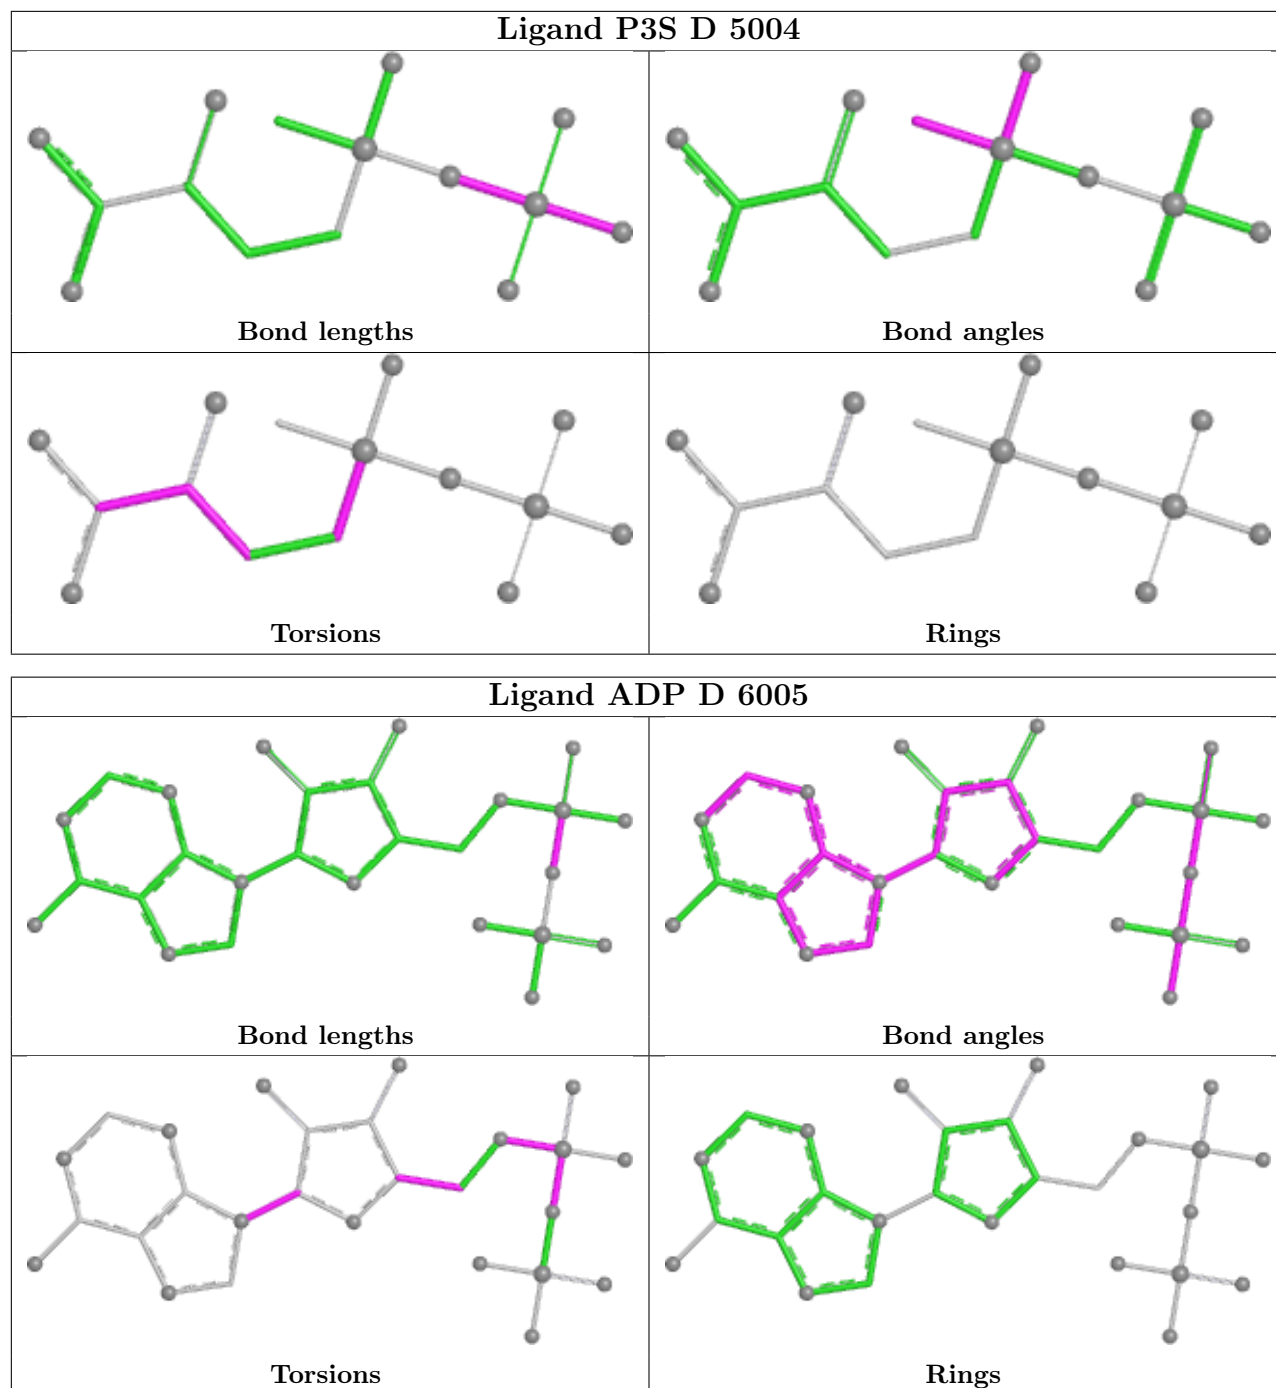 Ligand P3S D 5004
Bond lengths
Bond angles
Torsions
Rings
Ligand ADP D 6005
Bond lengths
Bond angles
Torsions
Rings